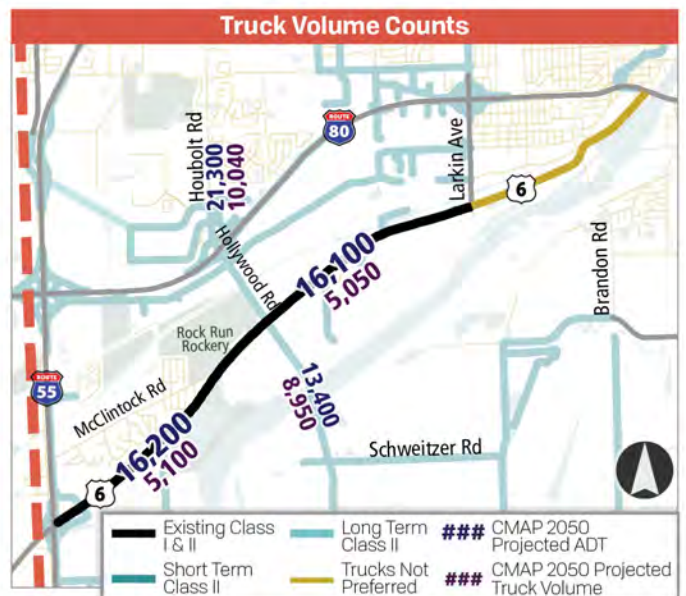 Truck Volume Counts
Houbolt Rd
21,300
10,040
ROUTE
80
Larkin Ave
6
Hollywood Rd
16,100
5,050
Brandon Rd
Rock Run
Rockery
ROUTE
55
McClintock Rd
13,400
8,950
16,200
5,100
Schweitzer Rd
6
Existing Class
I & II
Long Term
Class II
### CMAP 2050
Projected ADT
Short Term
Class II
Trucks Not
Preferred
### CMAP 2050 Projected
Truck Volume